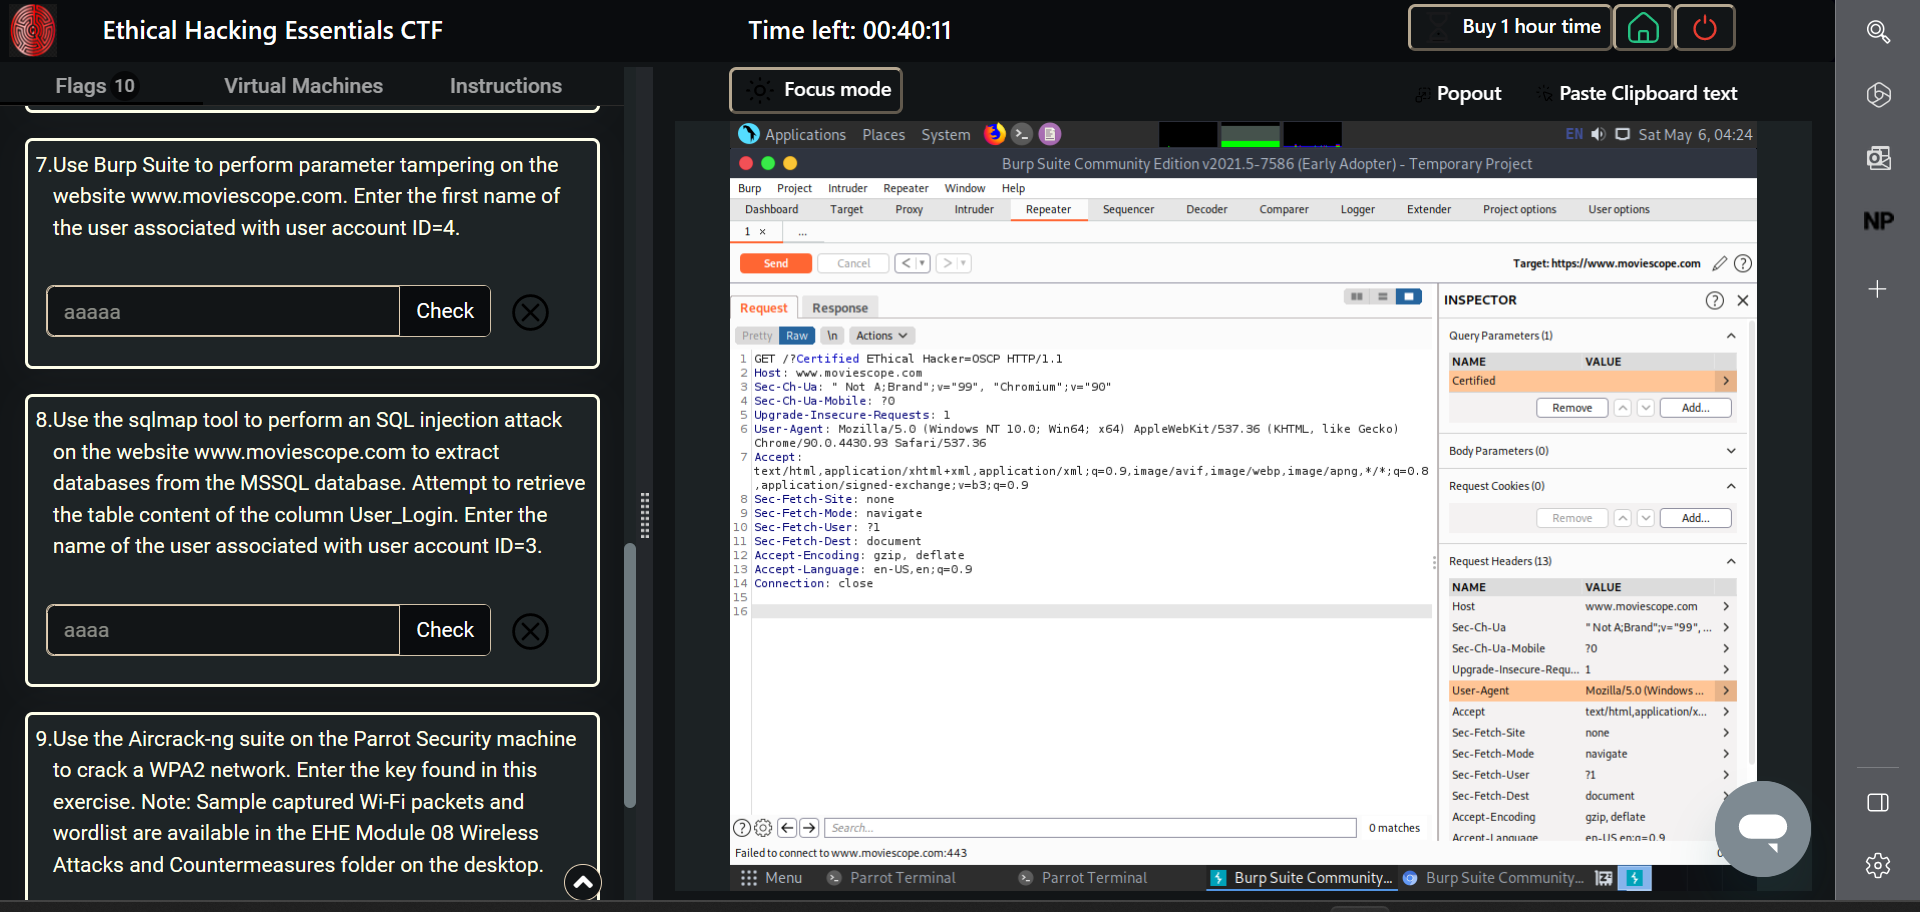 Ethical Hacking Essentials CTF
Time left: 00:40:11
Buy 1 hour time
Flags 10
Virtual Machines
Instructions
7.Use Burp Suite to perform parameter tampering on the
website www.moviescope.com. Enter the first name of
the user associated with user account ID=4.
aaaaa
Check
8.Use the sqlmap tool to perform an SQL injection attack
on the website www.moviescope.com to extract
databases from the MSSQL database. Attempt to retrieve
the table content of the column User_Login. Enter the
name of the user associated with user account ID=3.
aaaa
Check
9.Use the Aircrack-ng suite on the Parrot Security machine
to crack a WPA2 network. Enter the key found in this
exercise. Note: Sample captured Wi-Fi packets and
wordlist are available in the EHE Module 08 Wireless
Attacks and Countermeasures folder on the desktop.
Focus mode
Popout
Paste Clipboard text
Applications Places System
EN
Sat May 6, 04:24
Burp Suite Community Edition v2021.5-7586 (Early Adopter) - Temporary Project
Burp Project Intruder Repeater Window Help
Dashboard Target Proxy Intruder Repeater Sequencer Decoder Comparer Logger Extender Project options User options
1 × ...
Send Cancel < > Target: https://www.moviescope.com
Request Response
Pretty Raw \n Actions
1 GET /?Certified EThical Hacker=OSCP HTTP/1.1
2 Host: www.moviescope.com
3 Sec-Ch-Ua: " Not A;Brand";v="99", "Chromium";v="90"
4 Sec-Ch-Ua-Mobile: ?0
5 Upgrade-Insecure-Requests: 1
6 User-Agent: Mozilla/5.0 (Windows NT 10.0; Win64; x64) AppleWebKit/537.36 (KHTML, like Gecko)
Chrome/90.0.4430.93 Safari/537.36
7 Accept:
text/html,application/xhtml+xml,application/xml;q=0.9,image/avif,image/webp,image/apng,*/*;q=0.8
,application/signed-exchange;v=b3;q=0.9
8 Sec-Fetch-Site: none
9 Sec-Fetch-Mode: navigate
10 Sec-Fetch-User: ?1
11 Sec-Fetch-Dest: document
12 Accept-Encoding: gzip, deflate
13 Accept-Language: en-US,en;q=0.9
14 Connection: close
15
16
INSPECTOR
Query Parameters (1)
NAME VALUE
Certified
Remove Add...
Body Parameters (0)
Request Cookies (0)
Remove Add...
Request Headers (13)
NAME VALUE
Host www.moviescope.com
Sec-Ch-Ua " Not A;Brand";v="99", ...
Sec-Ch-Ua-Mobile ?0
Upgrade-Insecure-Requ... 1
User-Agent Mozilla/5.0 (Windows ...
Accept text/html,application/x...
Sec-Fetch-Site none
Sec-Fetch-Mode navigate
Sec-Fetch-User ?1
Sec-Fetch-Dest document
Accept-Encoding gzip, deflate
Accept-Language en-US,en;q=0.9
Search... 0 matches
Failed to connect to www.moviescope.com:443
Menu Parrot Terminal Parrot Terminal Burp Suite Community... Burp Suite Community...
NP